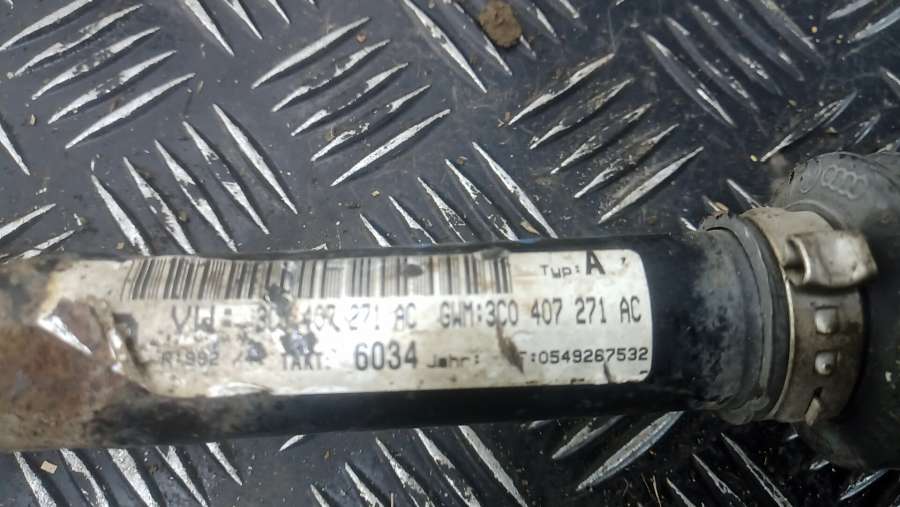 Typ: A
VW: 3C0 407 271 AC GWM:3C0 407 271 AC
TAKT: 6034 Jahr: F:0549267532